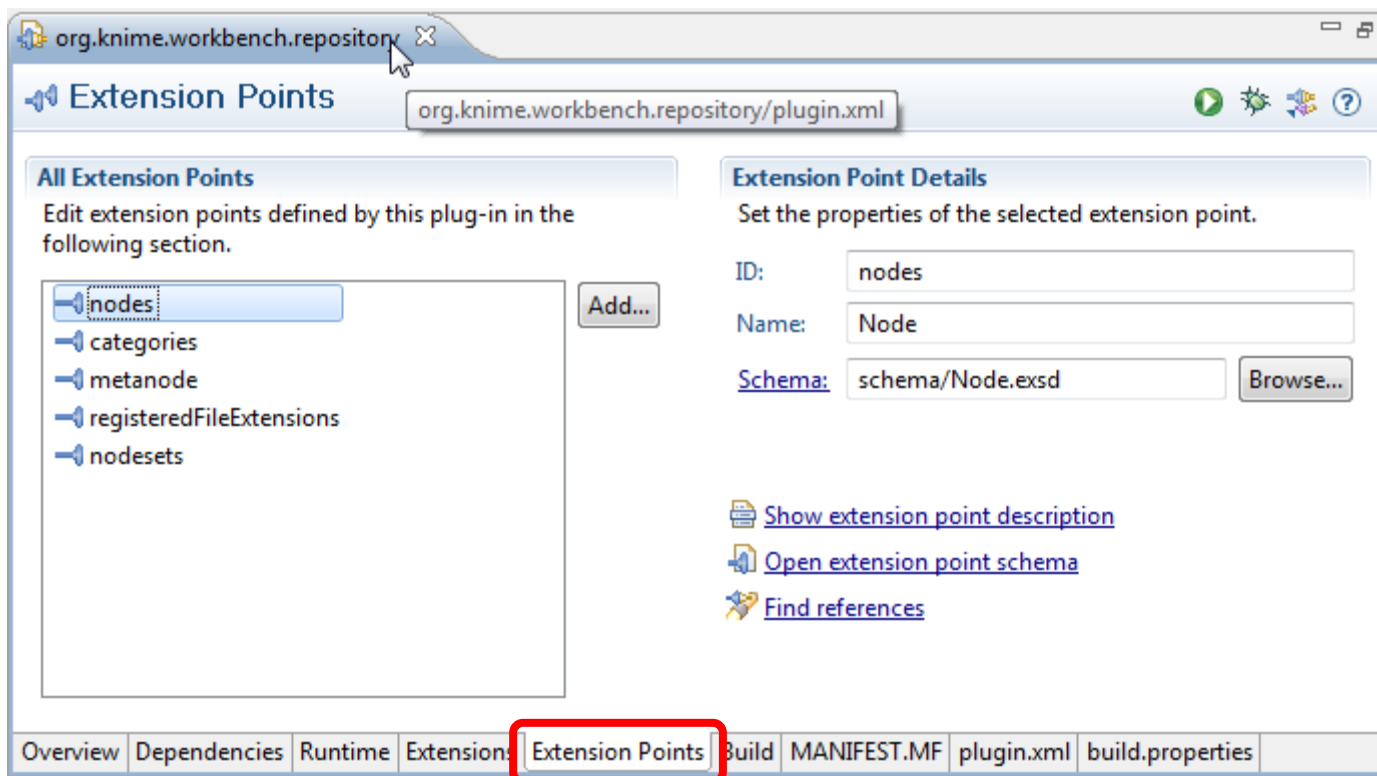 org.knime.workbench.repository
Extension Points
org.knime.workbench.repository/plugin.xml
All Extension Points
Edit extension points defined by this plug-in in the
following section.
nodes
categories
metanode
registeredFileExtensions
nodesets
Add...
Extension Point Details
Set the properties of the selected extension point.
ID: nodes
Name: Node
Schema: schema/Node.exsd Browse...
Show extension point description
Open extension point schema
Find references
Overview Dependencies Runtime Extensions Extension Points Build MANIFEST.MF plugin.xml build.properties